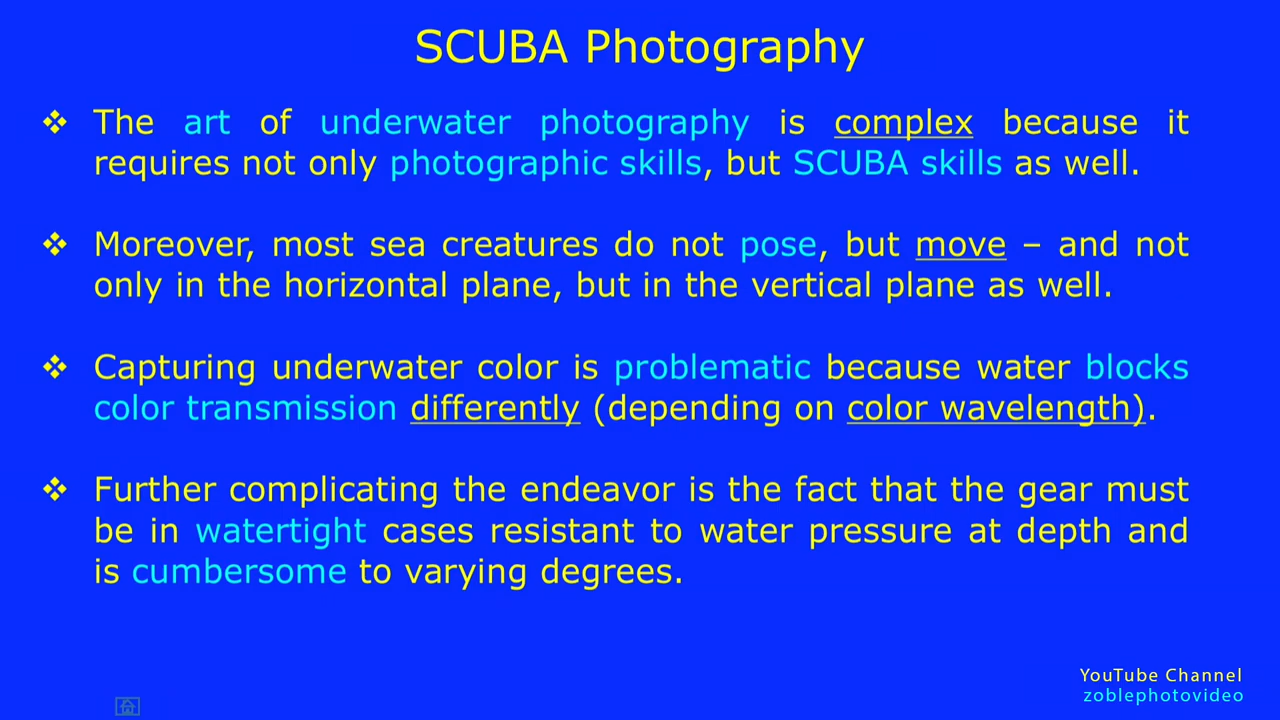 SCUBA Photography
❖ The art of underwater photography is complex because it
requires not only photographic skills, but SCUBA skills as well.
❖ Moreover, most sea creatures do not pose, but move – and not
only in the horizontal plane, but in the vertical plane as well.
❖ Capturing underwater color is problematic because water blocks
color transmission differently (depending on color wavelength).
❖ Further complicating the endeavor is the fact that the gear must
be in watertight cases resistant to water pressure at depth and
is cumbersome to varying degrees.
YouTube Channel
zoblephotovideo